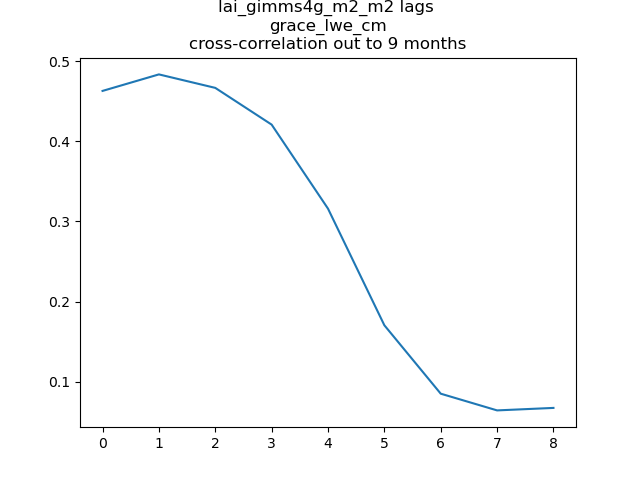 lai_gimms4g_m2_m2 lags
grace_lwe_cm
cross-correlation out to 9 months
0.5
0.4
0.3
0.2
0.1
0 1 2 3 4 5 6 7 8